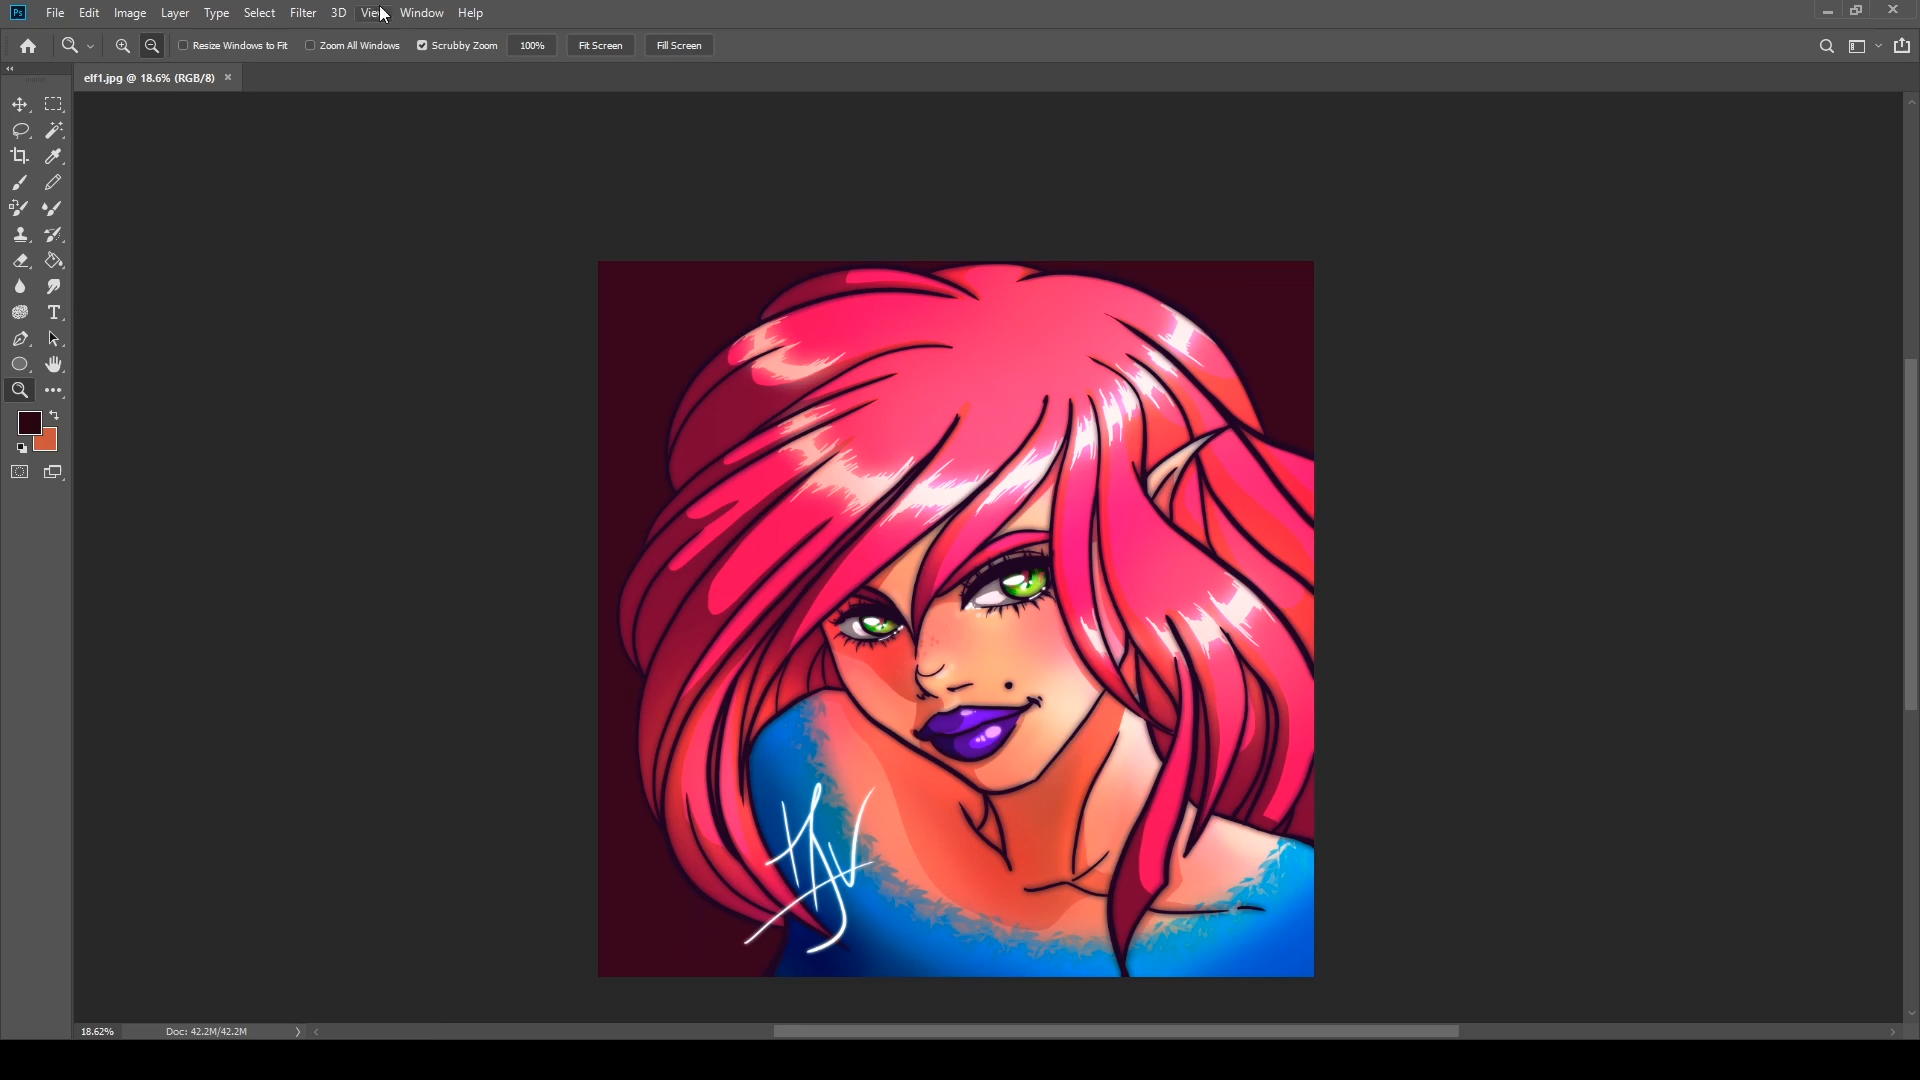 Ps File Edit Image Layer Type Select Filter 3D View Window Help
Resize Windows to Fit Zoom All Windows Scrubby Zoom 100% Fit Screen Fill Screen
elf1.jpg @ 18.6% (RGB/8)
18.62% Doc: 42.2M/42.2M